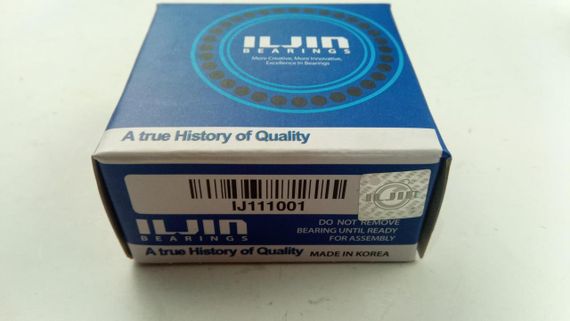 ILJIN
BEARINGS
More Creative, More Innovative,
Excellence In Bearings
A true History of Quality
IJ111001
ILJIN
ILJIN
BEARINGS
DO NOT REMOVE
BEARING UNTIL READY
FOR ASSEMBLY
A true History of Quality
MADE IN KOREA